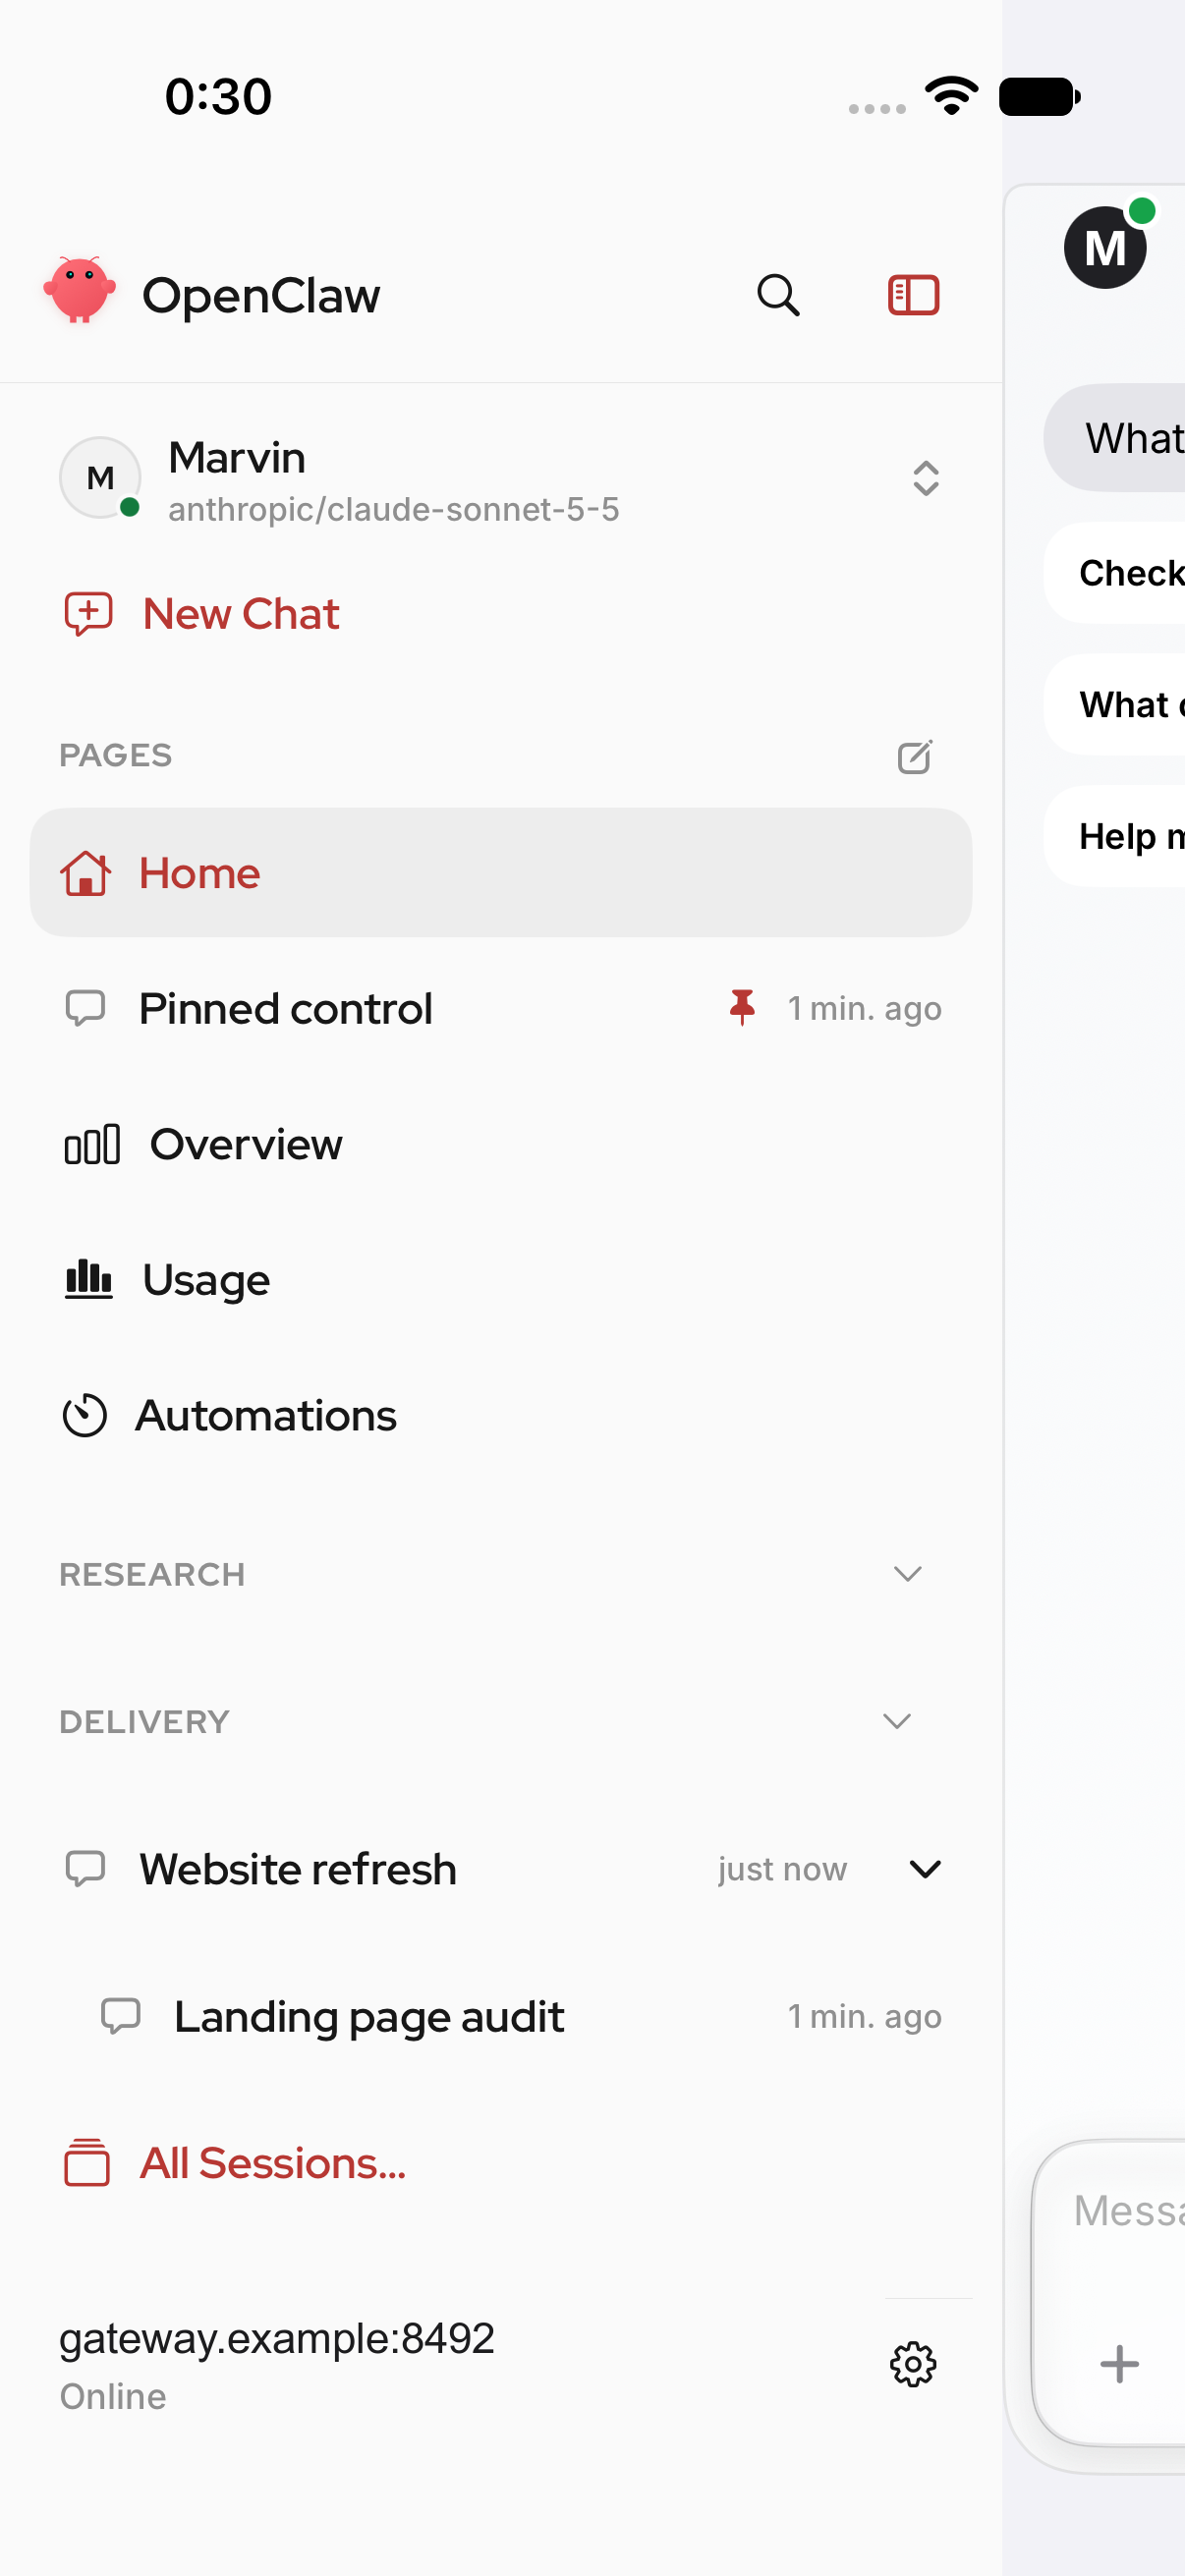 0:30
OpenClaw
M
Marvin
anthropic/claude-sonnet-5-5
New Chat
PAGES
Home
Pinned control 1 min. ago
Overview
Usage
Automations
RESEARCH
DELIVERY
Website refresh just now
Landing page audit 1 min. ago
All Sessions...
gateway.example:8492
Online
M
What
Check
What
Help